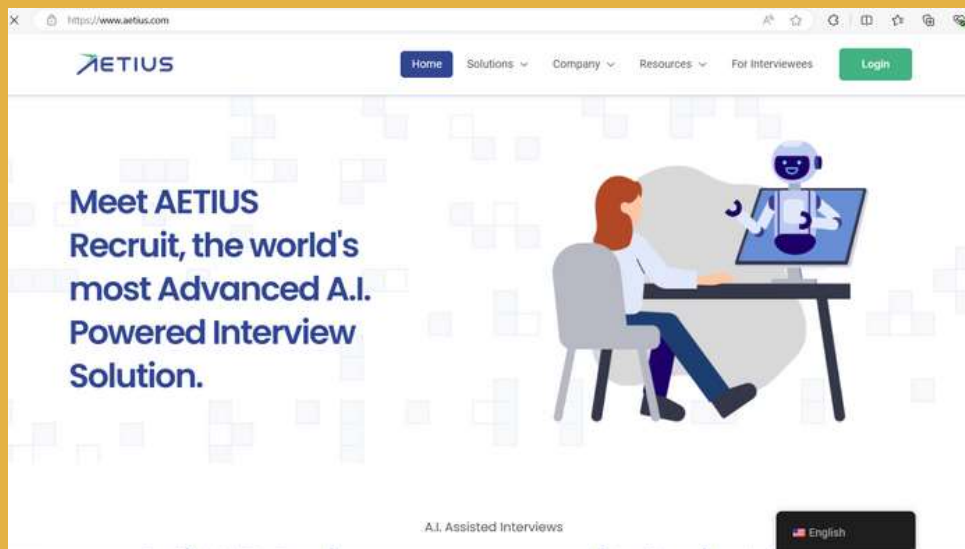 https://www.aetius.com
AETIUS
Home Solutions Company Resources For Interviewees Login
Meet AETIUS
Recruit, the world's
most Advanced A.I.
Powered Interview
Solution.
A.I. Assisted Interviews
English